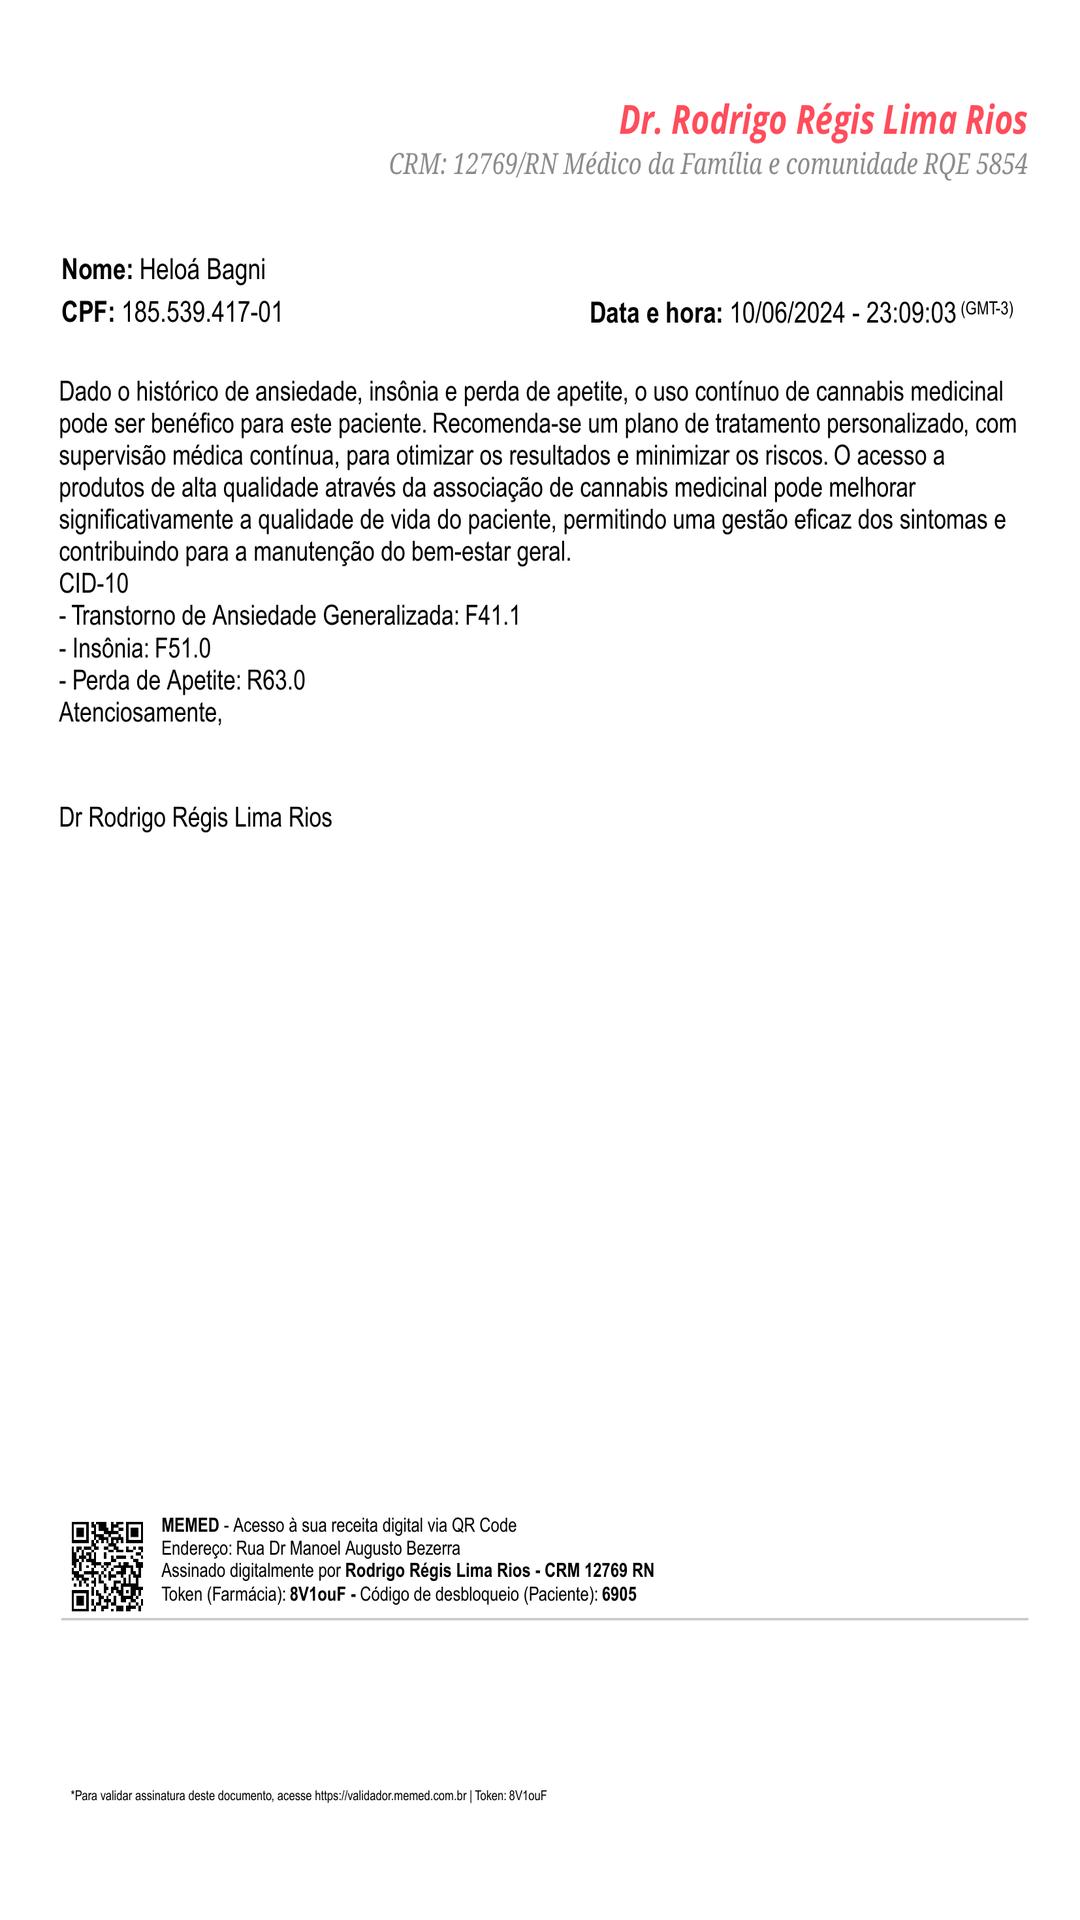 Dr. Rodrigo Régis Lima Rios
CRM: 12769/RN Médico da Família e comunidade RQE 5854
Nome: Heloá Bagni
CPF: 185.539.417-01
Data e hora: 10/06/2024 - 23:09:03 (GMT-3)
Dado o histórico de ansiedade, insônia e perda de apetite, o uso contínuo de cannabis medicinal
pode ser benéfico para este paciente. Recomenda-se um plano de tratamento personalizado, com
supervisão médica contínua, para otimizar os resultados e minimizar os riscos. O acesso a
produtos de alta qualidade através da associação de cannabis medicinal pode melhorar
significativamente a qualidade de vida do paciente, permitindo uma gestão eficaz dos sintomas e
contribuindo para a manutenção do bem-estar geral.
CID-10
- Transtorno de Ansiedade Generalizada: F41.1
- Insônia: F51.0
- Perda de Apetite: R63.0
Atenciosamente,
Dr Rodrigo Régis Lima Rios
MEMED - Acesso à sua receita digital via QR Code
Endereço: Rua Dr Manoel Augusto Bezerra
Assinado digitalmente por Rodrigo Régis Lima Rios - CRM 12769 RN
Token (Farmácia): 8V1ouF - Código de desbloqueio (Paciente): 6905
*Para validar assinatura deste documento, acesse https://validador.memed.com.br | Token: 8V1ouF